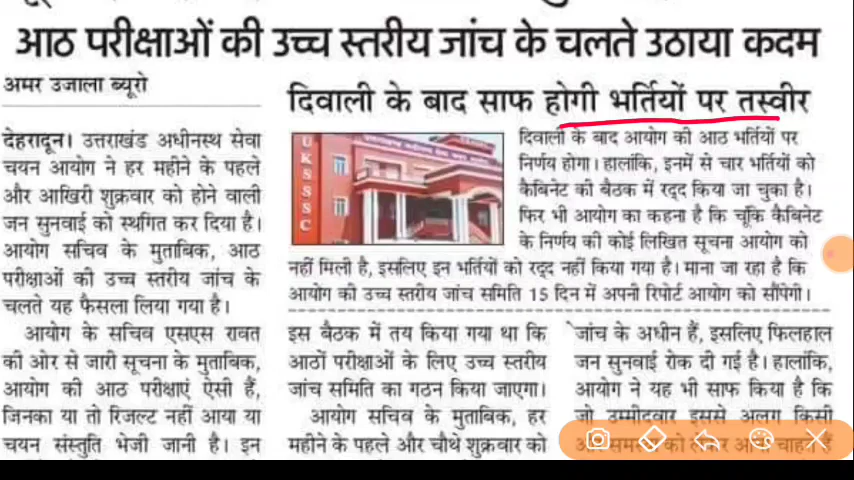 आठ परीक्षाओं की उच्च स्तरीय जांच के चलते उठाया कदम
अमर उजाला ब्यूरो
देहरादून। उत्तराखंड अधीनस्थ सेवा
चयन आयोग ने हर महीने के पहले
और आखिरी शुक्रवार को होने वाली
जन सुनवाई को स्थगित कर दिया है।
आयोग सचिव के मुताबिक, आठ
परीक्षाओं की उच्च स्तरीय जांच के
चलते यह फैसला लिया गया है।
आयोग के सचिव एसएस रावत
की ओर से जारी सूचना के मुताबिक,
आयोग की आठ परीक्षाएं ऐसी हैं,
जिनका या तो रिजल्ट नहीं आया या
चयन संस्तुति भेजी जानी है। इन
दिवाली के बाद साफ होगी भर्तियों पर तस्वीर
UKSSSC
दिवाली के बाद आयोग की आठ भर्तियों पर
निर्णय होगा। हालांकि, इनमें से चार भर्तियों को
कैबिनेट की बैठक में रद्द किया जा चुका है।
फिर भी आयोग का कहना है कि चूंकि कैबिनेट
के निर्णय की कोई लिखित सूचना आयोग को
नहीं मिली है, इसलिए इन भर्तियों को रद्द नहीं किया गया है। माना जा रहा है कि
आयोग की उच्च स्तरीय जांच समिति 15 दिन में अपनी रिपोर्ट आयोग को सौंपेगी।
इस बैठक में तय किया गया था कि
आठों परीक्षाओं के लिए उच्च स्तरीय
जांच समिति का गठन किया जाएगा।
आयोग सचिव के मुताबिक, हर
महीने के पहले और चौथे शुक्रवार को
जांच के अधीन हैं, इसलिए फिलहाल
जन सुनवाई रोक दी गई है। हालांकि,
आयोग ने यह भी साफ किया है कि
जो उम्मीदवार इससे अलग किसी
को लेकर